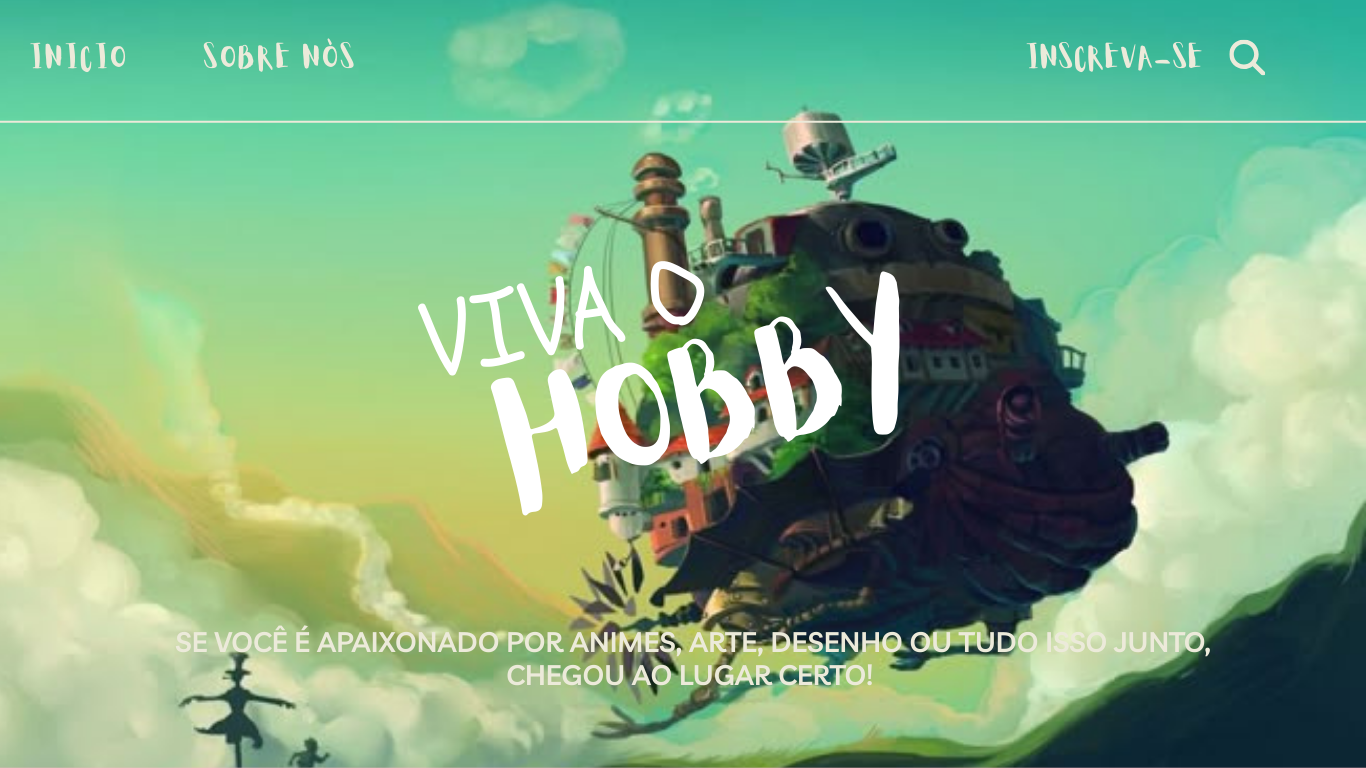 INICIO
SOBRE NÒS
INSCREVA-SE
VIVA O
HOBBY
SE VOCÊ É APAIXONADO POR ANIMES, ARTE, DESENHO OU TUDO ISSO JUNTO,
CHEGOU AO LUGAR CERTO!